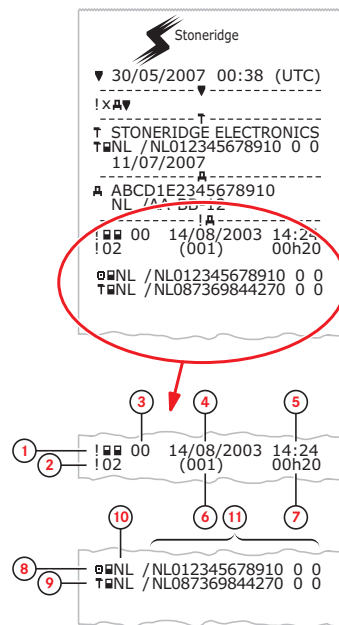 Stoneridge
▼ 30/05/2007 00:38 (UTC)
!x
T STONERIDGE ELECTRONICS
NL /NL012345678910 0 0
11/07/2007
ABCD1E2345678910
NL /AA BB-12
!
! 00 14/08/2003 14:24
!02 (001) 00h20
NL /NL012345678910 0 0
NL /NL087369844270 0 0
3 4 5
1 ! 00 14/08/2003 14:24
2 !02 (001) 00h20
6 7
10 11
8 NL /NL012345678910 0 0
9 NL /NL087369844270 0 0